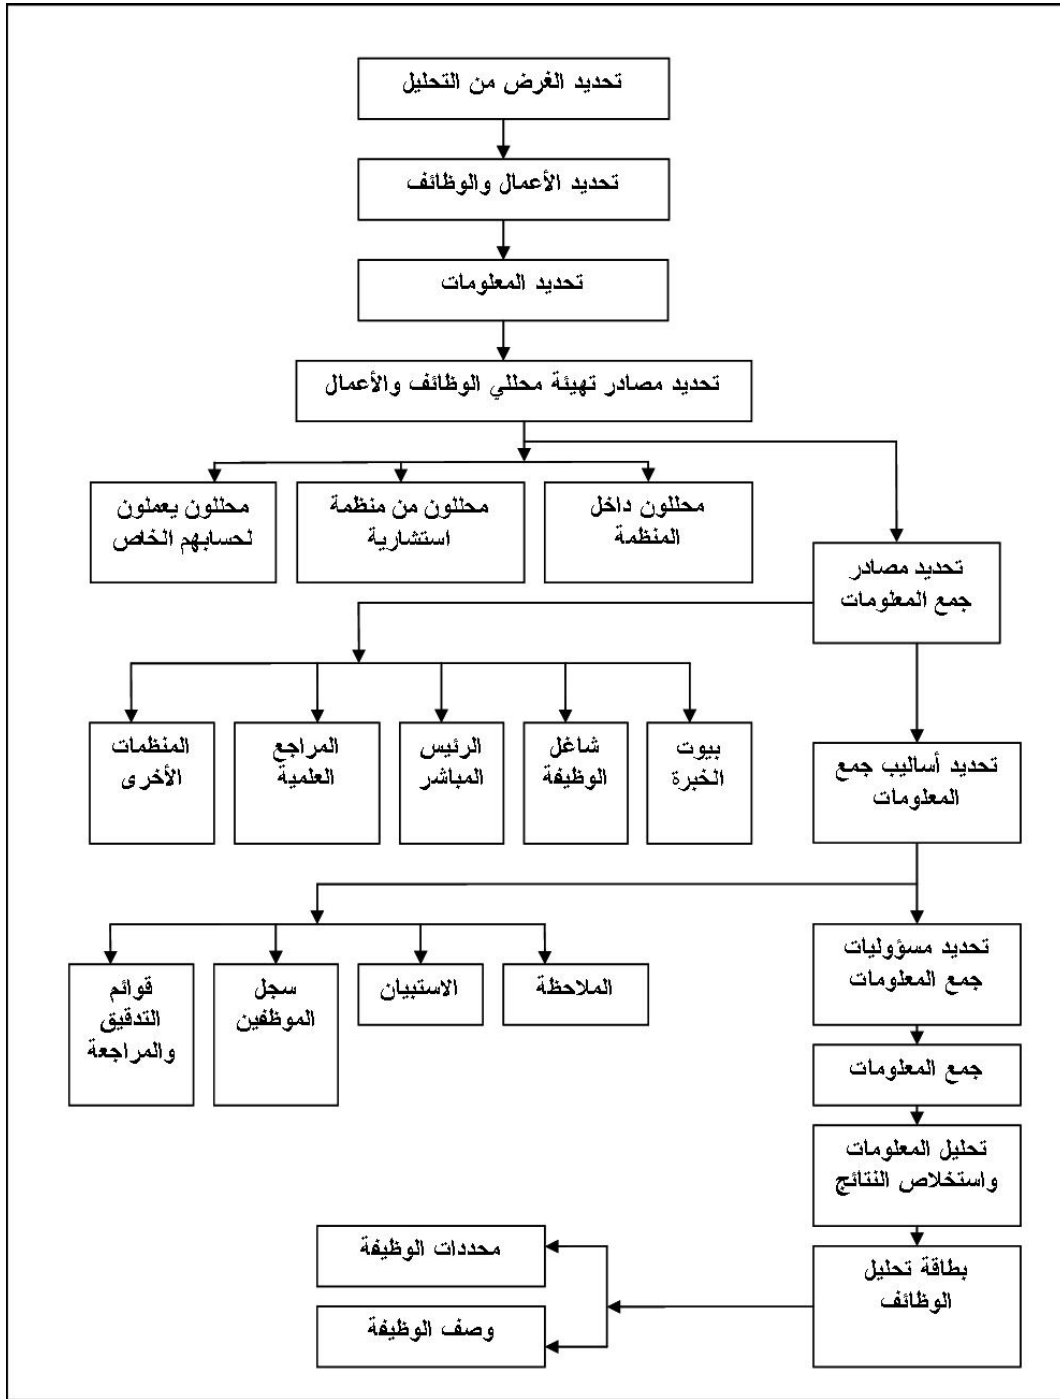 تحديد الغرض من التحليل
تحديد الأعمال والوظائف
تحديد المعلومات
تحديد مصادر تهيئة محللي الوظائف والأعمال
محللون داخل
المنظمة
محللون من منظمة
استشارية
محللون يعملون
لحسابهم الخاص
تحديد مصادر
جمع المعلومات
بيوت
الخبرة
شاغل
الوظيفة
الرئيس
المباشر
المراجع
العلمية
المنظمات
الأخرى
تحديد أساليب جمع
المعلومات
تحديد مسؤوليات
جمع المعلومات
الملاحظة
الاستبيان
سجل
الموظفين
قوائم
التدقيق
والمراجعة
جمع المعلومات
تحليل المعلومات
واستخلاص النتائج
بطاقة تحليل
الوظائف
محددات الوظيفة
وصف الوظيفة